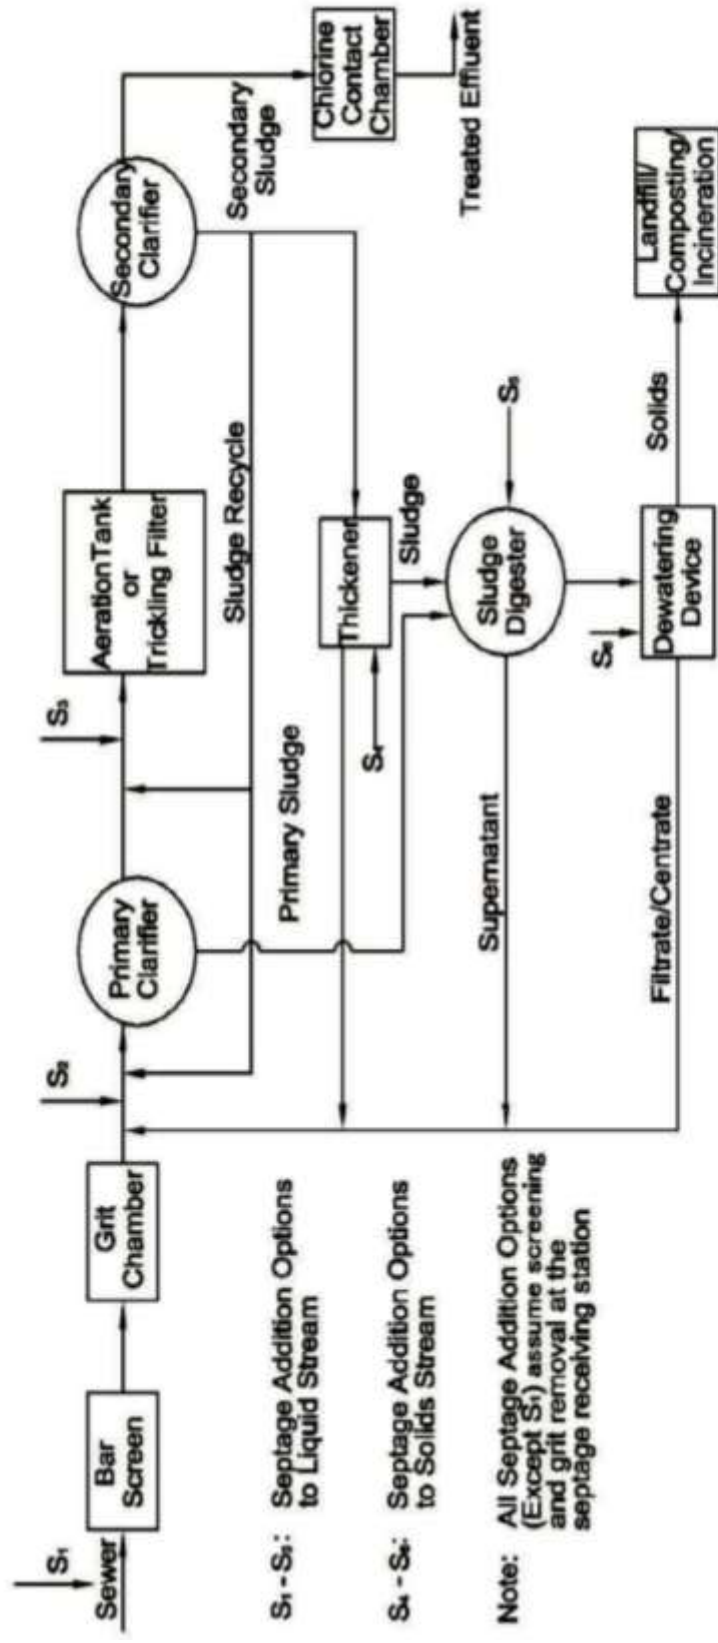 S₁
Sewer
Bar
Screen
Grit
Chamber
S₂
Primary
Clarifier
S₃
Aeration Tank
or
Trickling Filter
Secondary
Clarifier
Secondary
Sludge
Chlorine
Contact
Chamber
Treated Effluent
Sludge Recycle
Primary Sludge
S₄
Thickener
Sludge
S₅
Sludge
Digester
Supernatant
S₆
Dewatering
Device
Filtrate/Centrate
Solids
Landfill/
Composting/
Incineration
S₁ - S₃: Septage Addition Options
to Liquid Stream
S₄ - S₆: Septage Addition Options
to Solids Stream
Note: All Septage Addition Options
(Except S₁) assume screening
and grit removal at the
septage receiving station